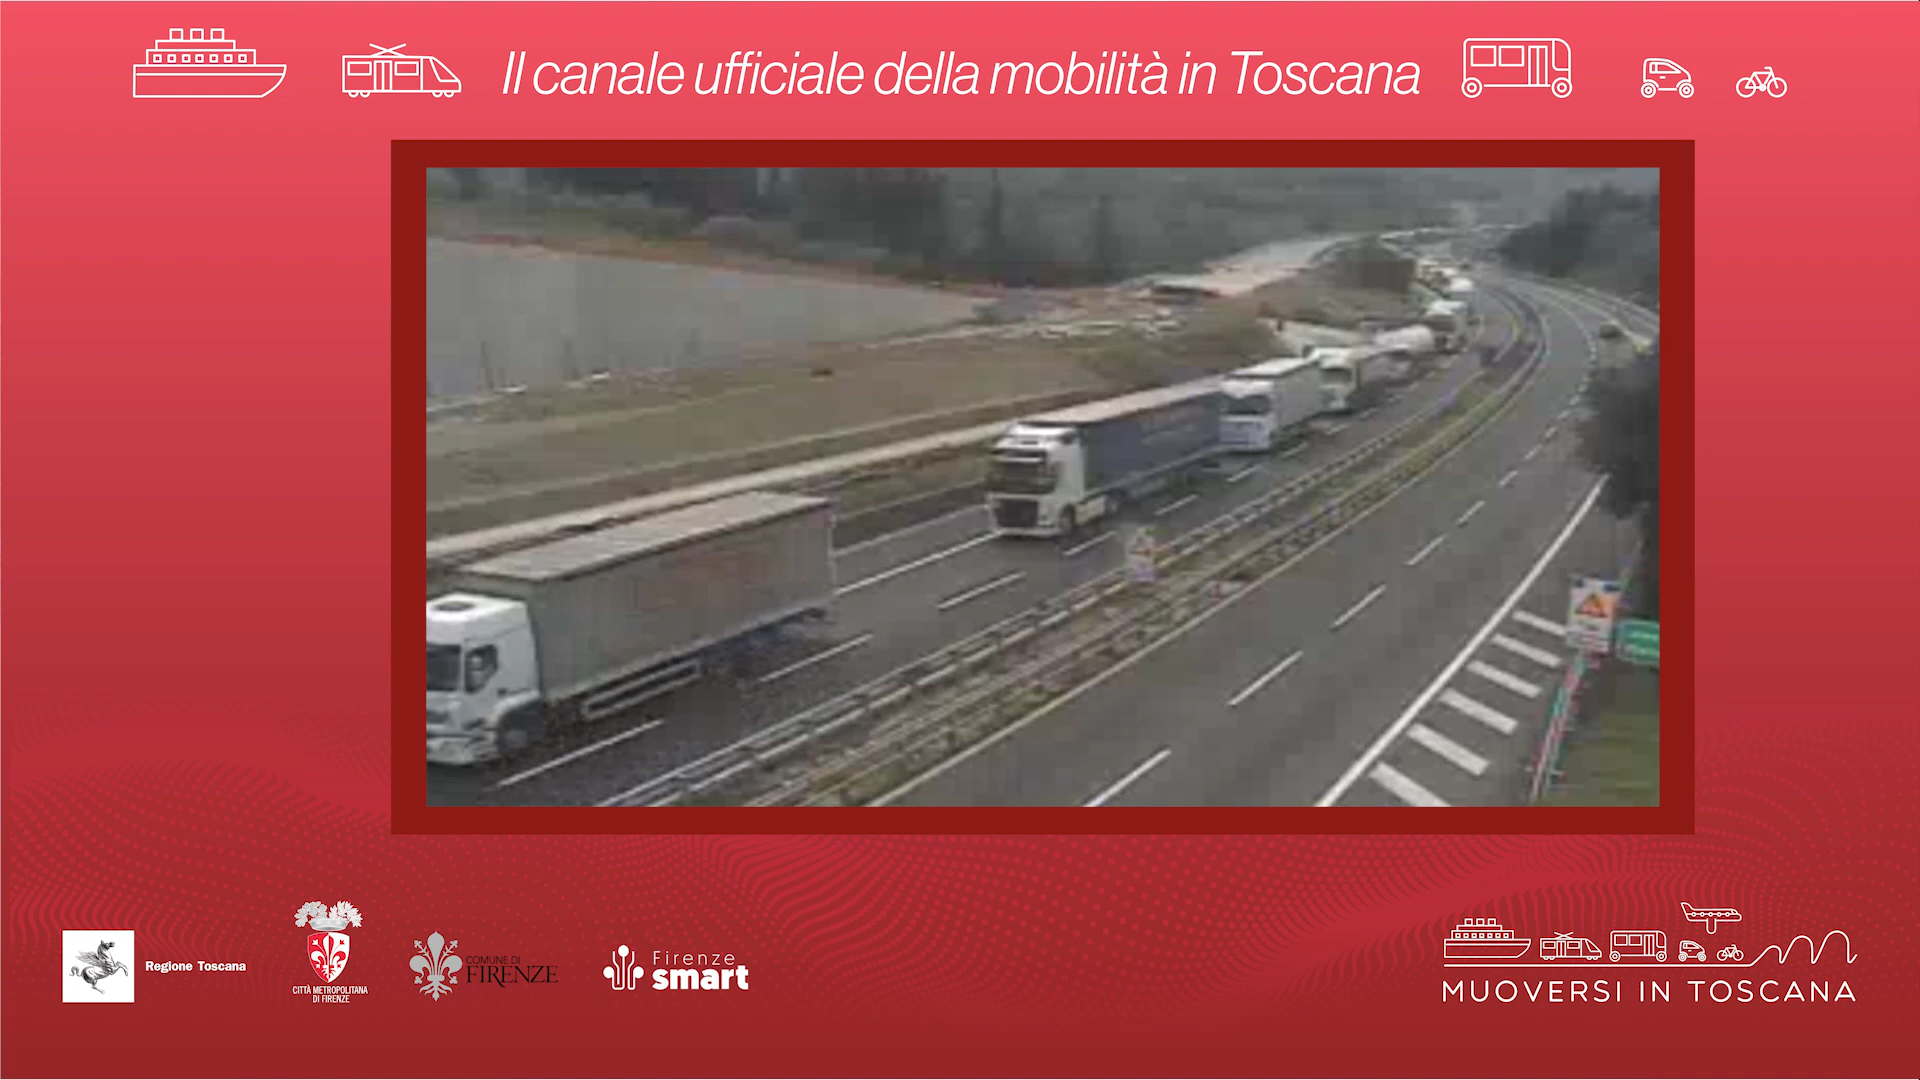 Il canale ufficiale della mobilità in Toscana
Regione Toscana
CITTÀ METROPOLITANA
DI FIRENZE
COMUNE DI
FIRENZE
Firenze
smart
MUOVERSI IN TOSCANA